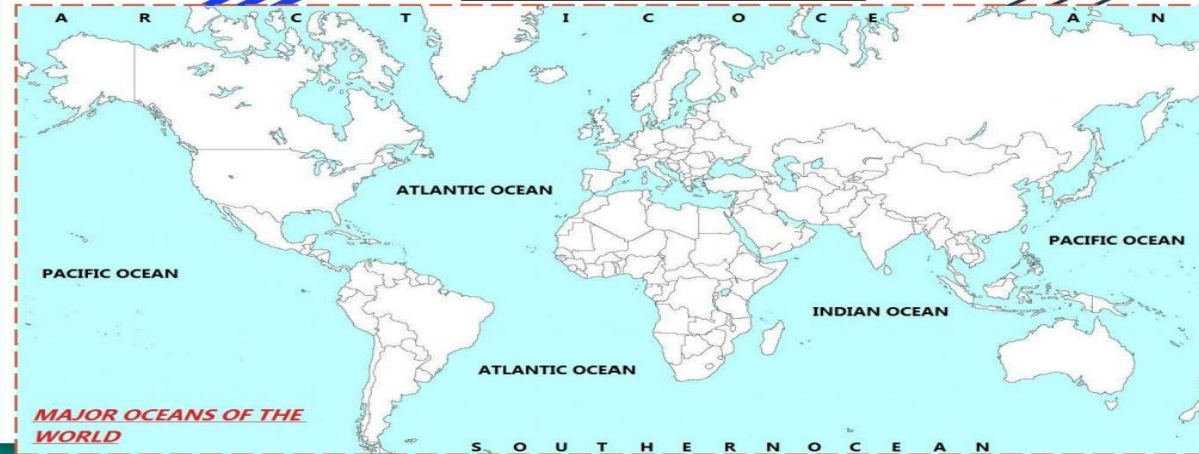 A R C T I C O C E A N
ATLANTIC OCEAN
PACIFIC OCEAN
PACIFIC OCEAN
INDIAN OCEAN
ATLANTIC OCEAN
MAJOR OCEANS OF THE
WORLD
S O U T H E R N O C E A N